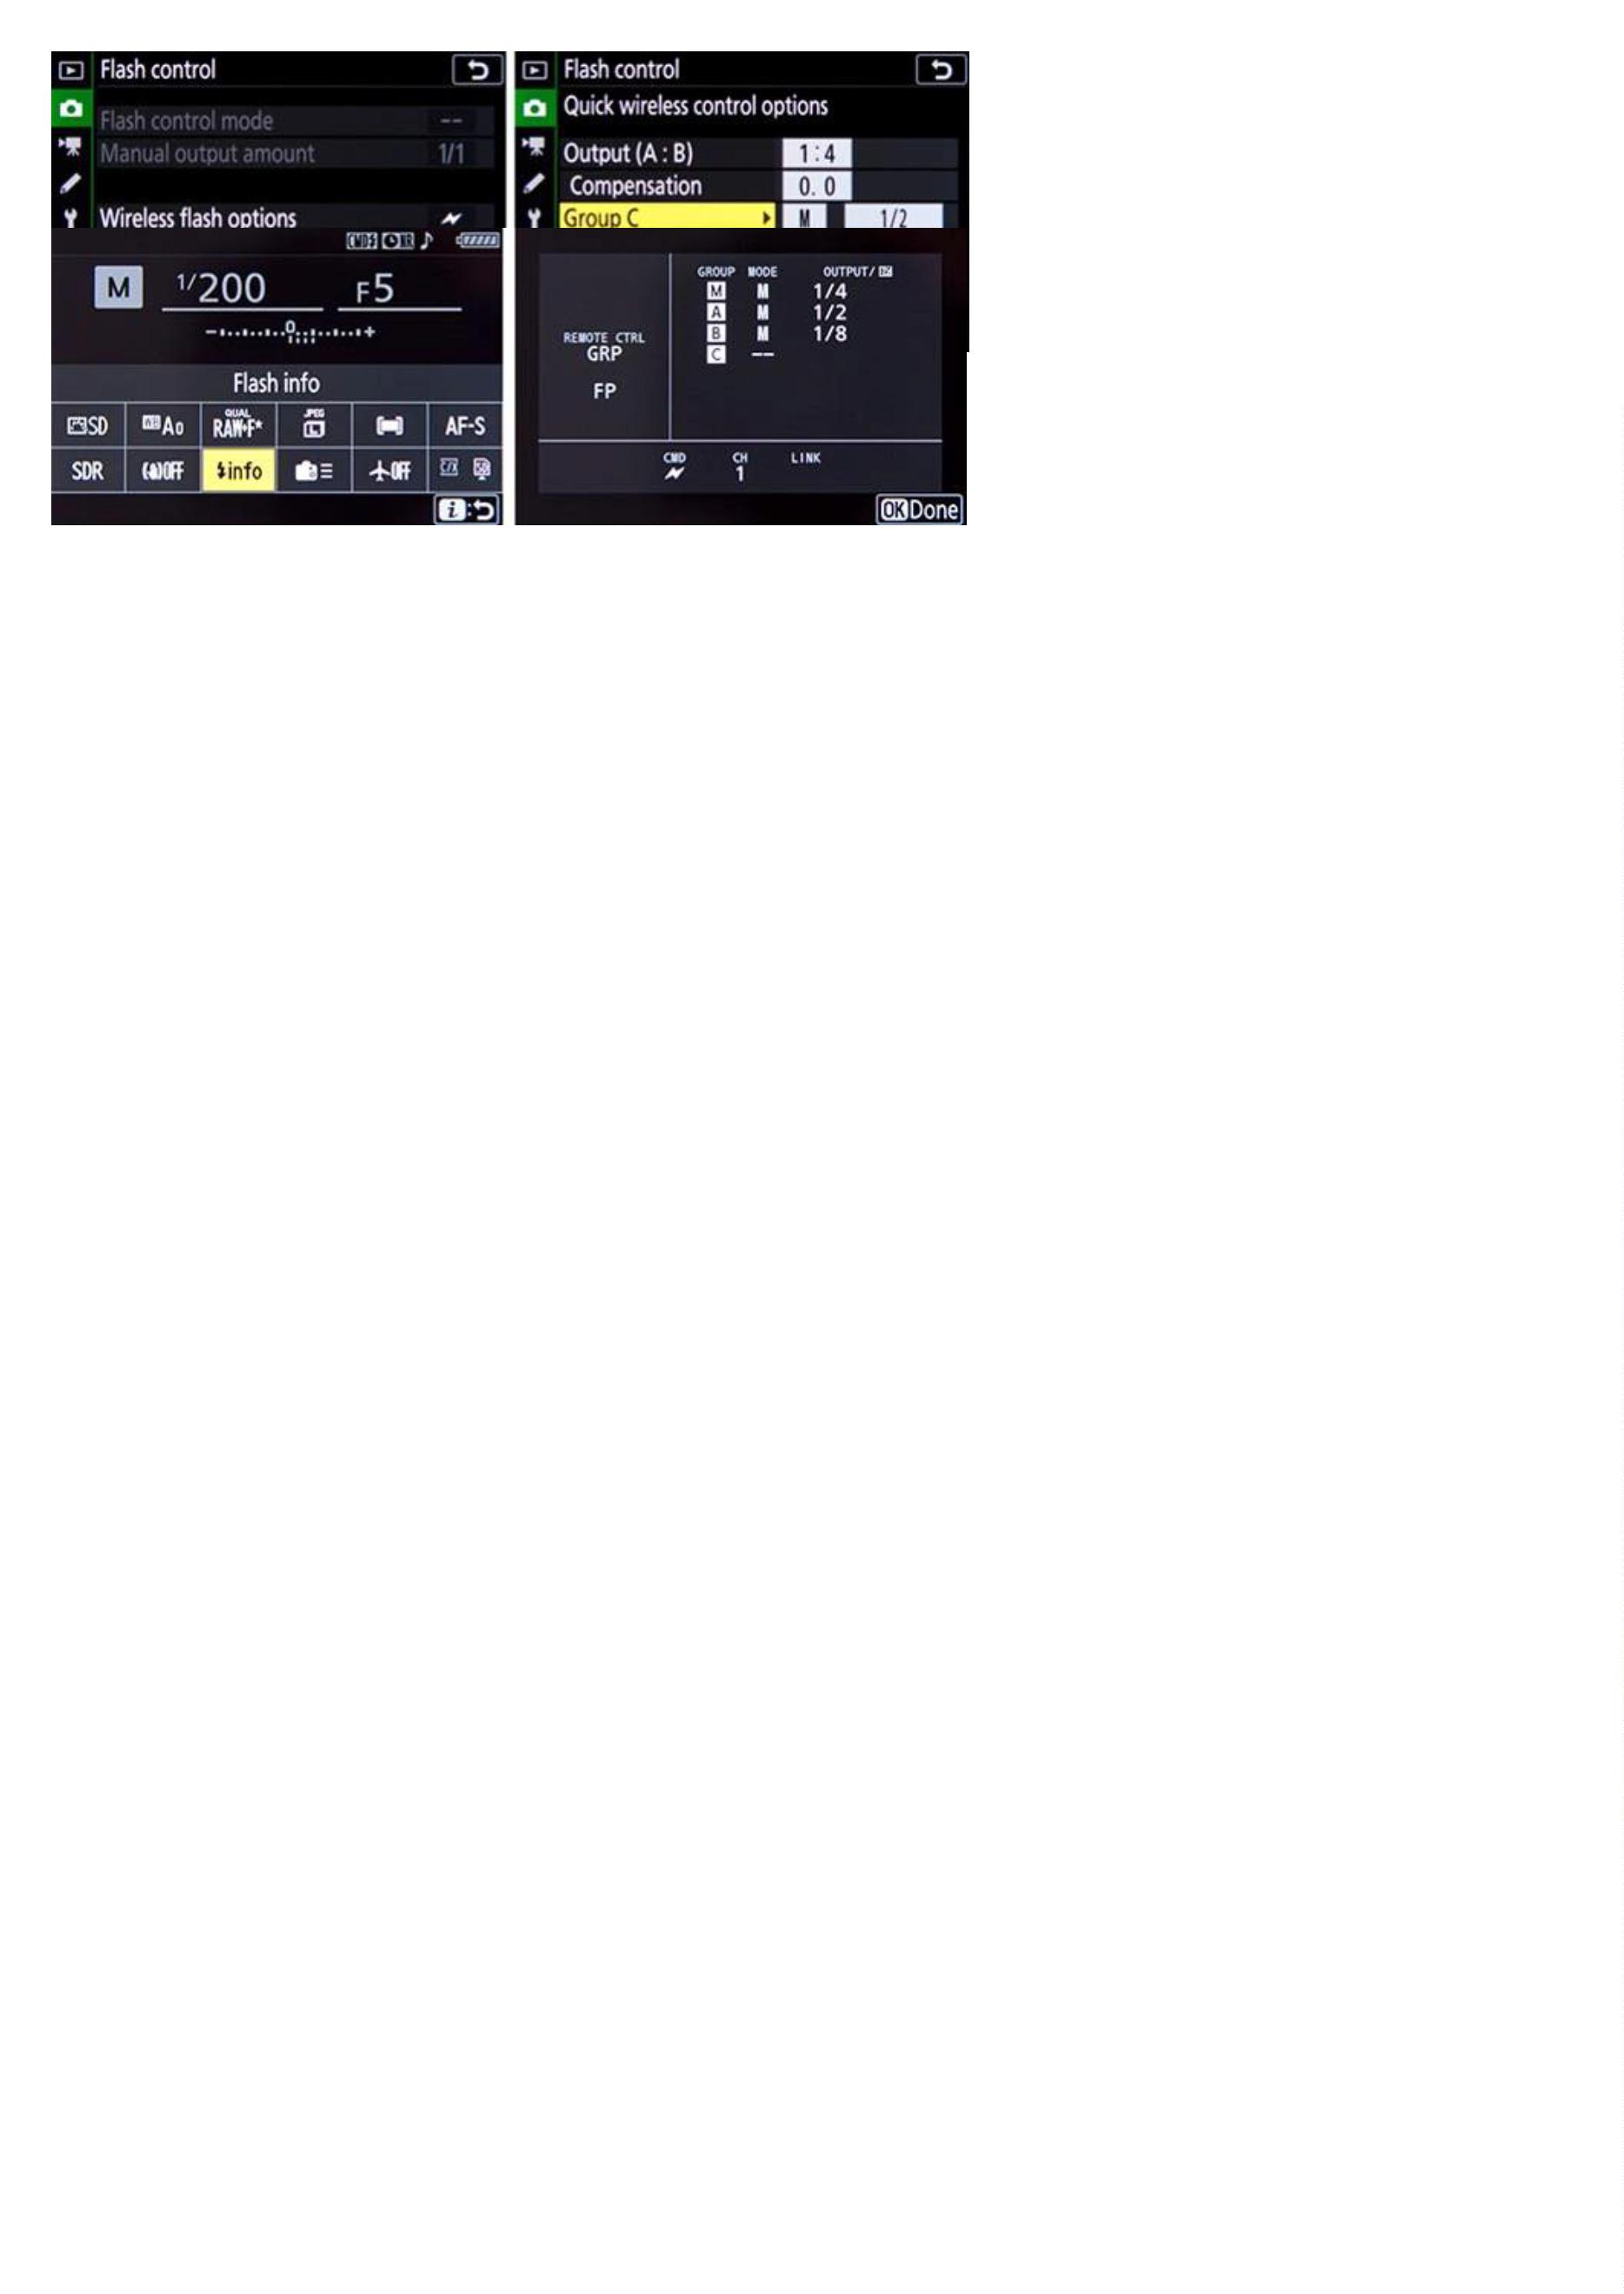 Flash control
Flash control mode --
Manual output amount 1/1
Wireless flash options
Flash control
Quick wireless control options
Output (A : B) 1:4
Compensation 0.0
Group C M 1/2
M 1/200 F5
- 0 +
Flash info
SD A0 QUAL RAW+F★ JPEG L AF-S
SDR OFF info OFF
i
GROUP MODE OUTPUT/
M M 1/4
A M 1/2
B M 1/8
C --
REMOTE CTRL
GRP
FP
CMD CH LINK
1
OK Done